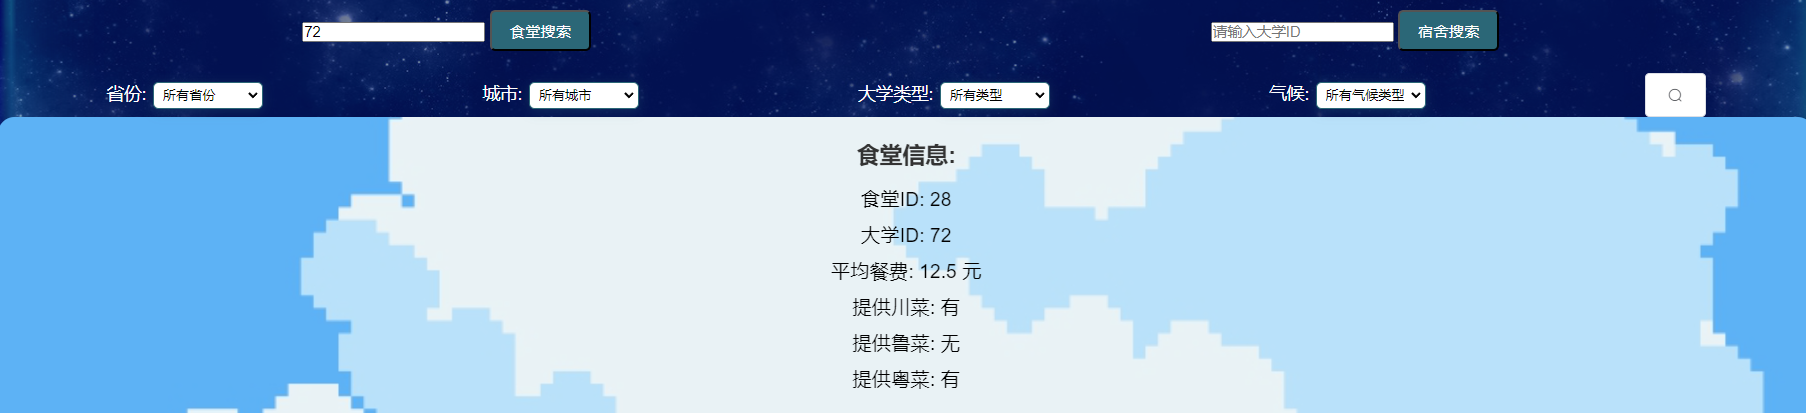 72 食堂搜索 请输入大学ID 宿舍搜索
省份: 所有省份 城市: 所有城市 大学类型: 所有类型 气候: 所有气候类型
食堂信息:
食堂ID: 28
大学ID: 72
平均餐费: 12.5 元
提供川菜: 有
提供鲁菜: 无
提供粤菜: 有